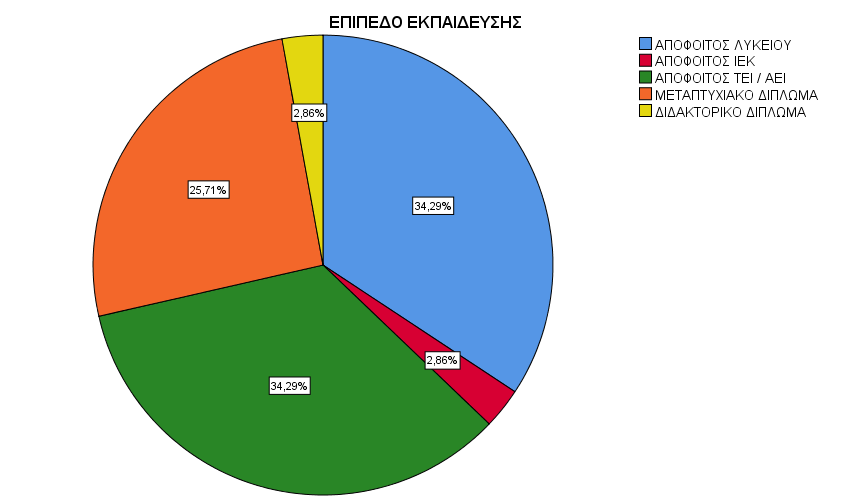 ΕΠΙΠΕΔΟ ΕΚΠΑΙΔΕΥΣΗΣ
ΑΠΟΦΟΙΤΟΣ ΛΥΚΕΙΟΥ
ΑΠΟΦΟΙΤΟΣ ΙΕΚ
ΑΠΟΦΟΙΤΟΣ ΤΕΙ / ΑΕΙ
ΜΕΤΑΠΤΥΧΙΑΚΟ ΔΙΠΛΩΜΑ
ΔΙΔΑΚΤΟΡΙΚΟ ΔΙΠΛΩΜΑ
2,86%
25,71%
34,29%
2,86%
34,29%